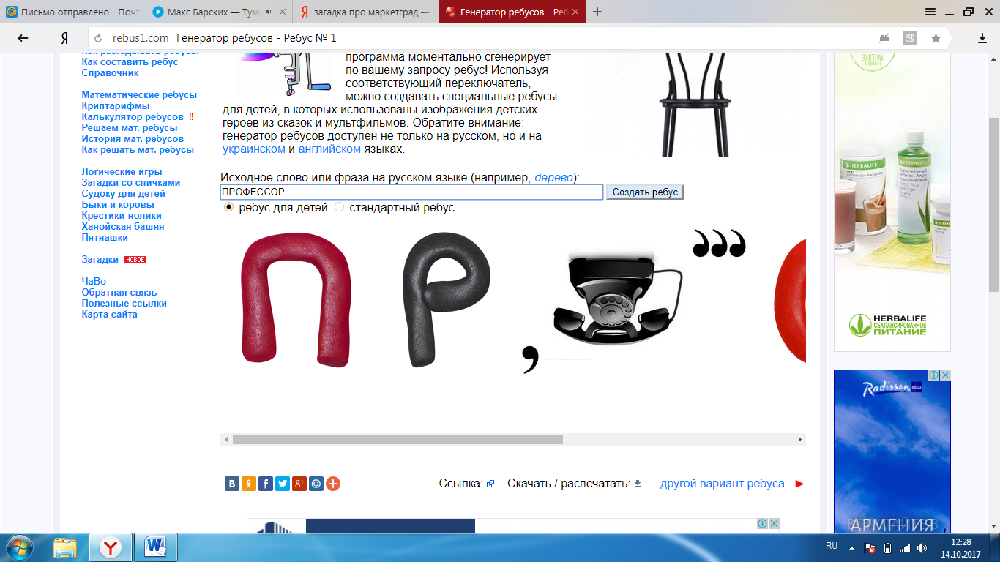 Письмо отправлено - Почт
Макс Барских — Тума
загадка про маркетград —
Генератор ребусов - Реб
rebus1.com Генератор ребусов - Ребус № 1
Как разгадывать ребусы
Как составить ребус
Справочник
Математические ребусы
Криптарифмы
Калькулятор ребусов !!
Решаем мат. ребусы
История мат. ребусов
Как решать мат. ребусы
Логические игры
Загадки со спичками
Судоку для детей
Быки и коровы
Крестики-нолики
Ханойская башня
Пятнашки
Загадки НОВОЕ
ЧаВо
Обратная связь
Полезные ссылки
Карта сайта
программа моментально сгенерирует
по вашему запросу ребус! Используя
соответствующий переключатель,
можно создавать специальные ребусы
для детей, в которых использованы изображения детских
героев из сказок и мультфильмов. Обратите внимание:
генератор ребусов доступен не только на русском, но и на
украинском и английском языках.
Исходное слово или фраза на русском языке (например, дерево):
ПРОФЕССОР
Создать ребус
ребус для детей стандартный ребус
П Р , ,,,
Ссылка: Скачать / распечатать: другой вариант ребуса
ЗАВТРАК
HERBALIFE
HERBALIFE
СБАЛАНСИРОВАННОЕ
ПИТАНИЕ
Radisson BLU
АРМЕНИЯ
RU
12:28
14.10.2017